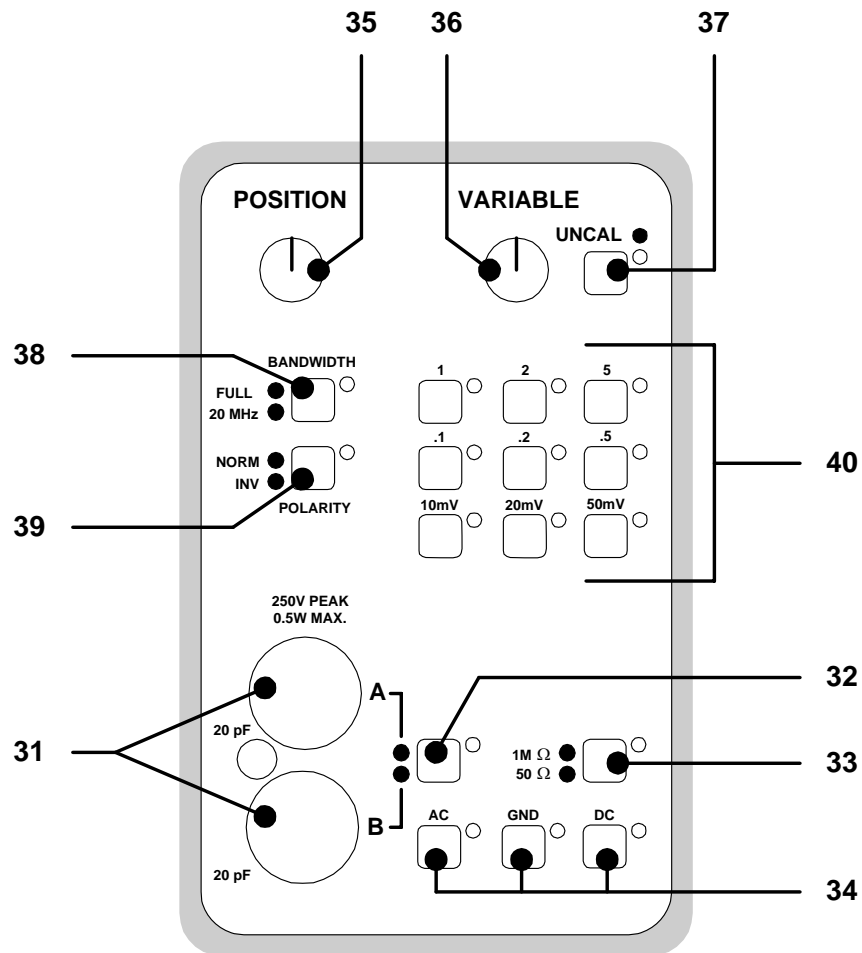 35 36 37
POSITION VARIABLE
UNCAL
38
BANDWIDTH
FULL
20 MHz
1 2 5
NORM
INV
.1 .2 .5
40
39
POLARITY
10mV 20mV 50mV
250V PEAK
0.5W MAX.
A
32
20 pF
31
1M Ω
50 Ω
33
B
AC GND DC
20 pF
34